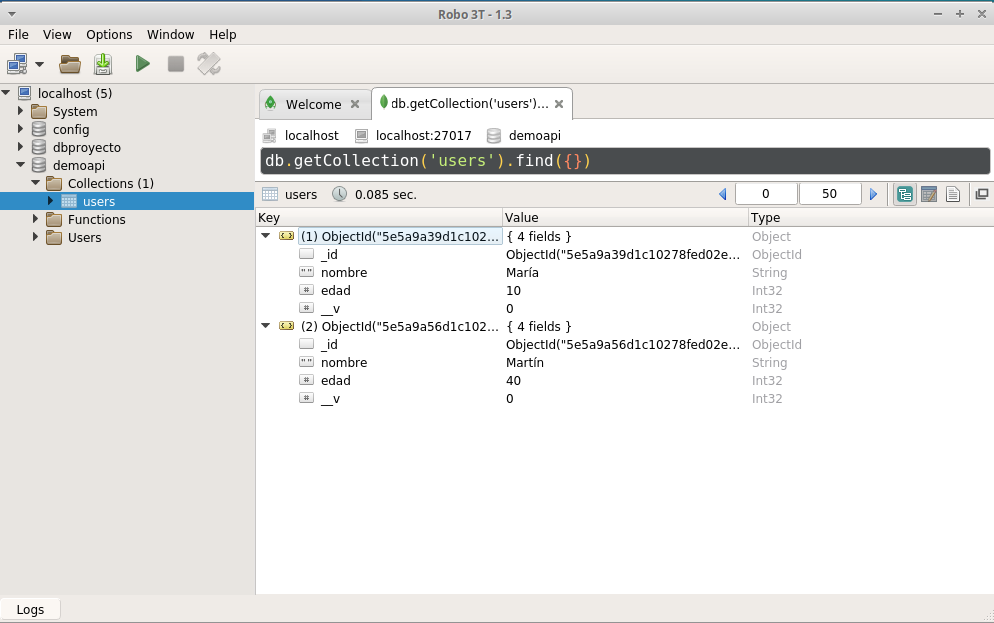 Robo 3T - 1.3
File View Options Window Help
localhost (5)
System
config
dbproyecto
demoapi
Collections (1)
users
Functions
Users
Welcome
db.getCollection('users')...
localhost localhost:27017 demoapi
db.getCollection('users').find({})
users 0.085 sec. 0 50
Key Value Type
(1) ObjectId("5e5a9a39d1c102... { 4 fields } Object
_id ObjectId("5e5a9a39d1c10278fed02e... ObjectId
nombre María String
edad 10 Int32
__v 0 Int32
(2) ObjectId("5e5a9a56d1c102... { 4 fields } Object
_id ObjectId("5e5a9a56d1c10278fed02e... ObjectId
nombre Martín String
edad 40 Int32
__v 0 Int32
Logs